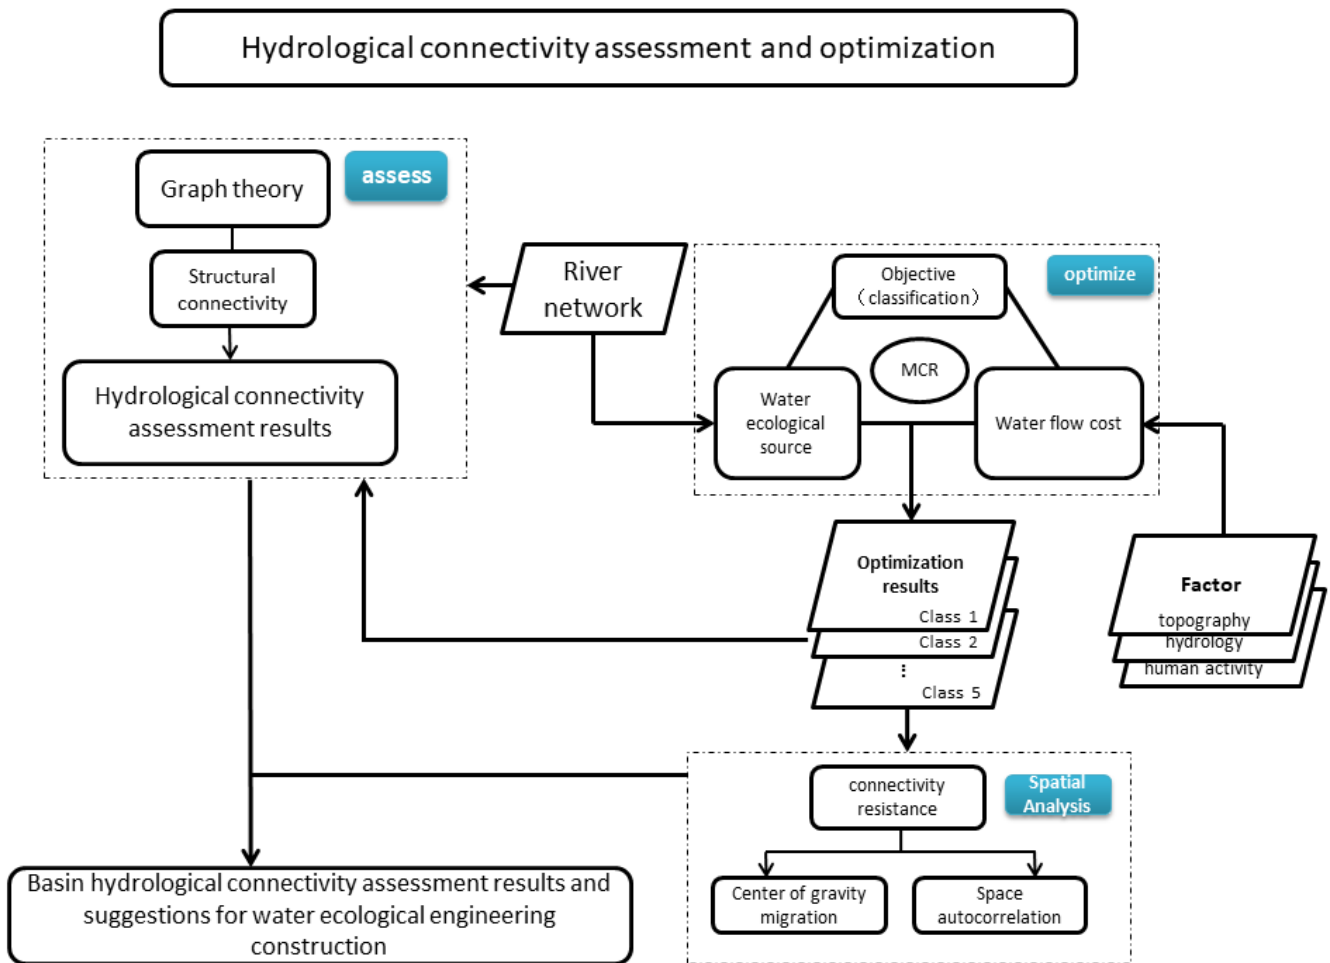 Hydrological connectivity assessment and optimization
Graph theory
assess
Structural
connectivity
Hydrological connectivity
assessment results
River
network
optimize
Objective
（classification）
MCR
Water
ecological
source
Water flow cost
Optimization
results
Class 1
Class 2
⋮
Class 5
Factor
topography
hydrology
human activity
connectivity
resistance
Spatial
Analysis
Center of gravity
migration
Space
autocorrelation
Basin hydrological connectivity assessment results and
suggestions for water ecological engineering
construction